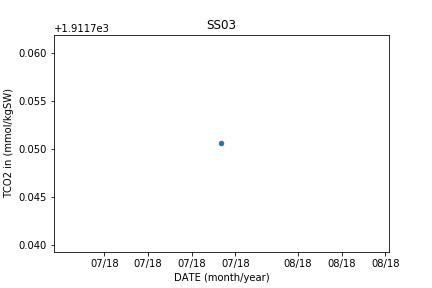 SS03
+1.9117e3
0.060
0.055
0.050
0.045
0.040
TCO2 in (mmol/kgSW)
07/18 07/18 07/18 07/18 08/18 08/18 08/18
DATE (month/year)